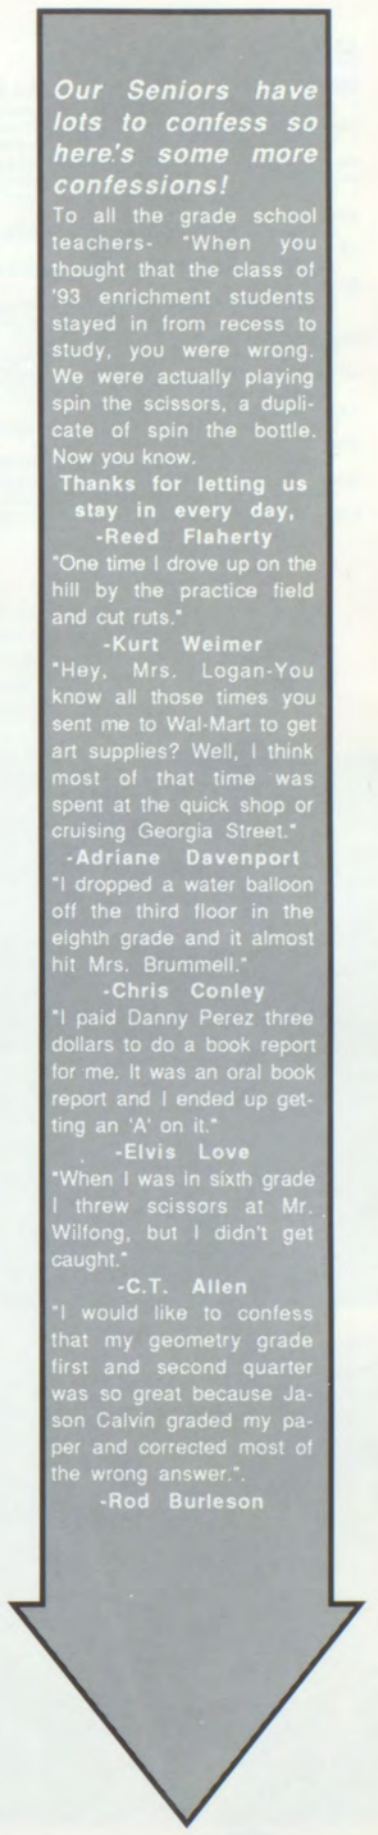 Our Seniors have
lots to confess so
here's some more
confessions!
To all the grade school
teachers- "When you
thought that the class of
'93 enrichment students
stayed in from recess to
study, you were wrong.
We were actually playing
spin the scissors, a dupli-
cate of spin the bottle.
Now you know.
Thanks for letting us
stay in every day,
-Reed Flaherty
"One time I drove up on the
hill by the practice field
and cut ruts."
-Kurt Weimer
"Hey, Mrs. Logan-You
know all those times you
sent me to Wal-Mart to get
art supplies? Well, I think
most of that time was
spent at the quick shop or
cruising Georgia Street."
-Adriane Davenport
"I dropped a water balloon
off the third floor in the
eighth grade and it almost
hit Mrs. Brummell."
-Chris Conley
"I paid Danny Perez three
dollars to do a book report
for me. It was an oral book
report and I ended up get-
ting an 'A' on it."
-Elvis Love
"When I was in sixth grade
I threw scissors at Mr.
Wilfong, but I didn't get
caught."
-C.T. Allen
"I would like to confess
that my geometry grade
first and second quarter
was so great because Ja-
son Calvin graded my pa-
per and corrected most of
the wrong answer.".
-Rod Burleson